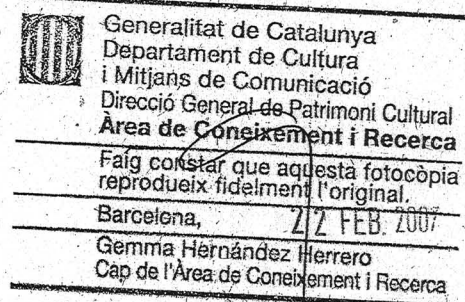 Generalitat de Catalunya
Departament de Cultura
i Mitjans de Comunicació
Direcció General de Patrimoni Cultural
Àrea de Coneixement i Recerca
Faig constar que aquesta fotocòpia
reprodueix fidelment l'original.
Barcelona, 22 FEB. 2007
Gemma Hernández Herrero
Cap de l'Àrea de Coneixement i Recerca